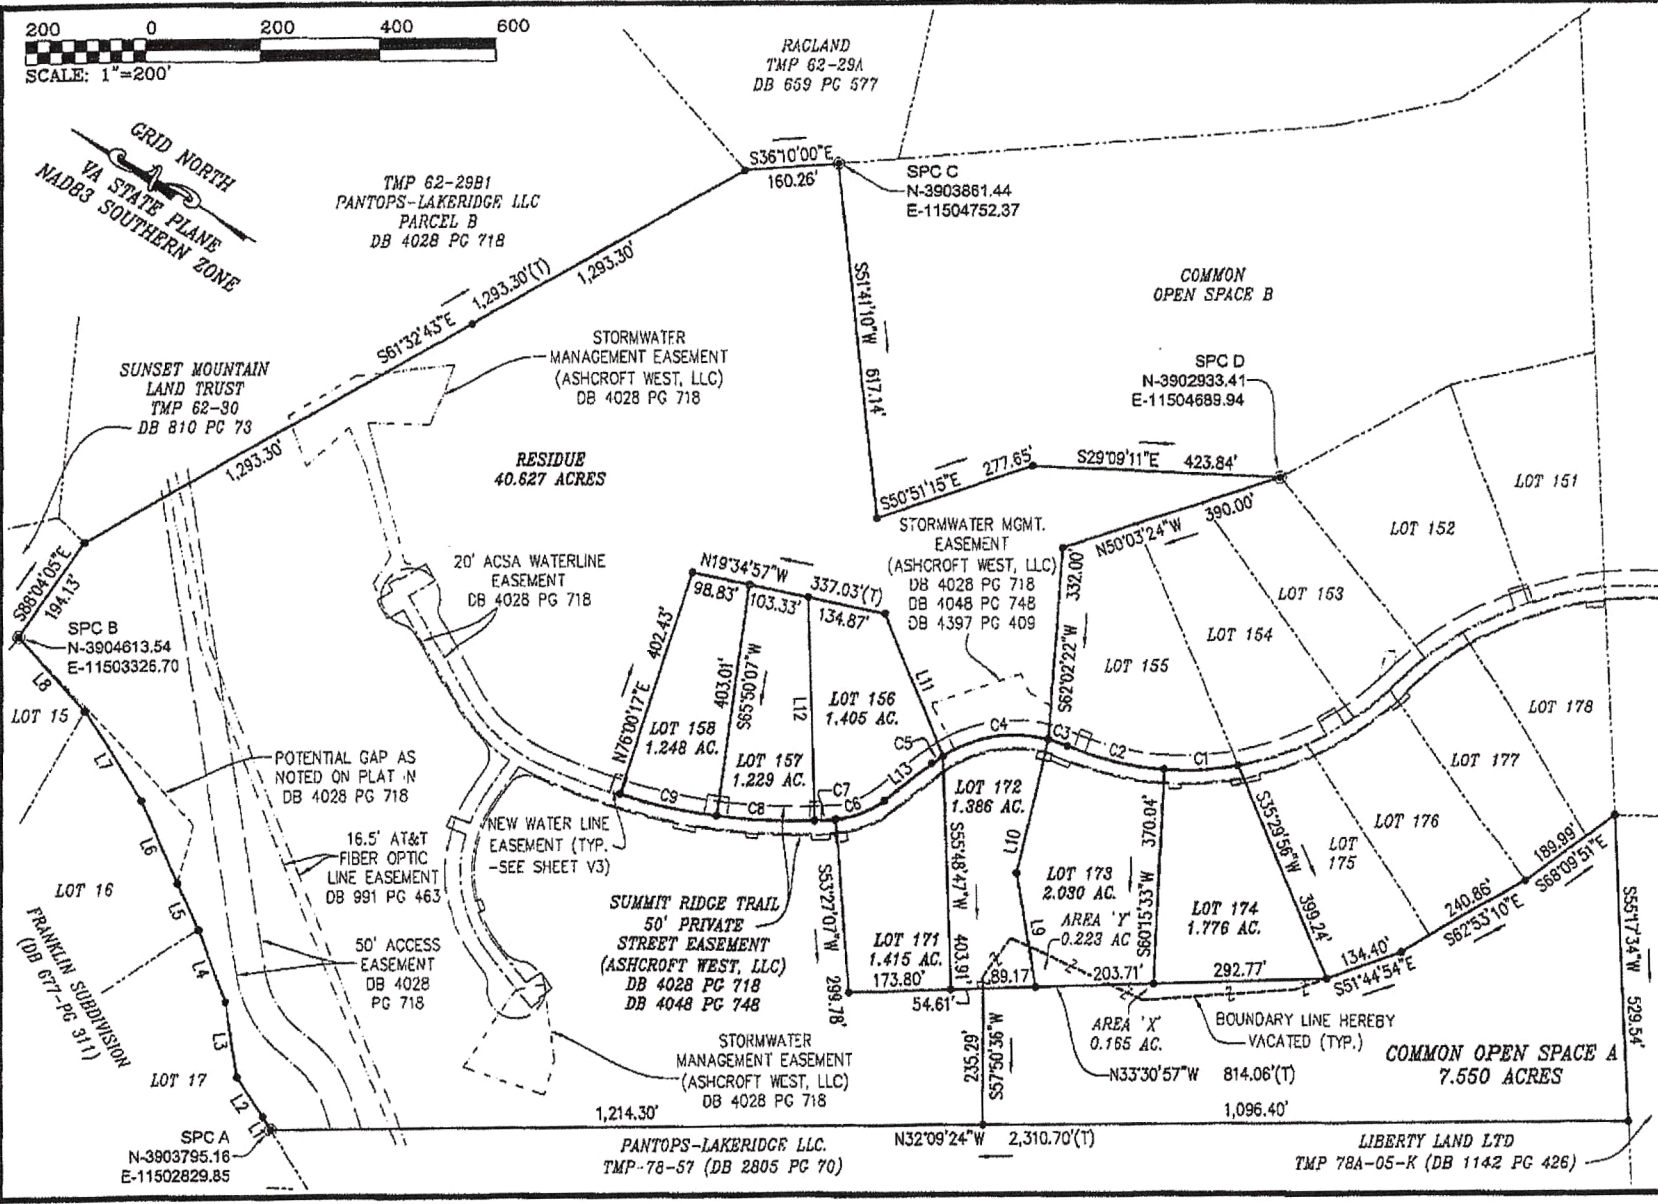 200 0 200 400 600
SCALE: 1"=200'
GRID NORTH
VA STATE PLANE
NAD83 SOUTHERN ZONE
RAGLAND
TMP 62-29A
DB 659 PG 577
S36°10'00"E
160.26'
SPC C
N-3903861.44
E-11504752.37
TMP 62-29B1
PANTOPS-LAKERIDGE LLC
PARCEL B
DB 4028 PG 718
1,293.30'(T)
1,293.30'
S61°32'43"E
1,293.30'
SUNSET MOUNTAIN
LAND TRUST
TMP 62-30
DB 810 PG 73
STORMWATER
MANAGEMENT EASEMENT
(ASHCROFT WEST, LLC)
DB 4028 PG 718
RESIDUE
40.627 ACRES
S51°41'10"W 617.14'
COMMON
OPEN SPACE B
SPC D
N-3902933.41
E-11504689.94
S50°51'15"E 277.65'
S29°09'11"E 423.84'
N50°03'24"W 390.00'
LOT 151
LOT 152
LOT 153
LOT 154
LOT 155
S62°02'22"W 332.00'
STORMWATER MGMT.
EASEMENT
(ASHCROFT WEST, LLC)
DB 4028 PG 718
DB 4048 PG 748
DB 4397 PG 409
20' ACSA WATERLINE
EASEMENT
DB 4028 PG 718
S88°04'05"E
194.13'
SPC B
N-3904613.54
E-11503326.70
L8
LOT 15
L7
N19°34'57"W 337.03'(T)
98.83' 103.33' 134.87'
N76°00'17"E 402.43'
403.01'
S65°50'07"W
L12
L11
LOT 156
1.405 AC.
LOT 158
1.248 AC.
LOT 157
1.229 AC.
C9
C8
C7
C6
L13
C5
C4
C3
C2
C1
POTENTIAL GAP AS
NOTED ON PLAT IN
DB 4028 PG 718
16.5' AT&T
FIBER OPTIC
LINE EASEMENT
DB 991 PG 463
50' ACCESS
EASEMENT
DB 4028
PG 718
NEW WATER LINE
EASEMENT (TYP.
-SEE SHEET V3)
SUMMIT RIDGE TRAIL
50' PRIVATE
STREET EASEMENT
(ASHCROFT WEST, LLC)
DB 4028 PG 718
DB 4048 PG 748
STORMWATER
MANAGEMENT EASEMENT
(ASHCROFT WEST, LLC)
DB 4028 PG 718
L6
LOT 16
L5
L4
FRANKLIN SUBDIVISION
(DB 677-PG 311)
L3
LOT 17
L2
L1
SPC A
N-3903795.16
E-11502829.85
S53°27'07"W
299.78'
LOT 171
1.415 AC.
173.80'
54.61'
S55°48'47"W 403.91'
LOT 172
1.386 AC.
89.17
L10
L9
LOT 173
2.030 AC.
AREA 'Y'
0.223 AC
203.71'
S60°15'33"W 370.04'
LOT 174
1.776 AC.
292.77'
S35°29'56"W
399.24'
LOT
175
LOT 176
LOT 177
LOT 178
134.40'
S51°44'54"E
240.86'
S62°53'10"E
189.99'
S68°09'51"E
S55°17'34"W 529.54'
AREA 'X'
0.165 AC.
BOUNDARY LINE HEREBY
VACATED (TYP.)
N33°30'57"W 814.06'(T)
235.29'
S57°50'36"W
COMMON OPEN SPACE A
7.550 ACRES
1,214.30'
1,096.40'
N32°09'24"W 2,310.70'(T)
PANTOPS-LAKERIDGE LLC.
TMP-78-57 (DB 2805 PG 70)
LIBERTY LAND LTD
TMP 78A-05-K (DB 1142 PG 426)